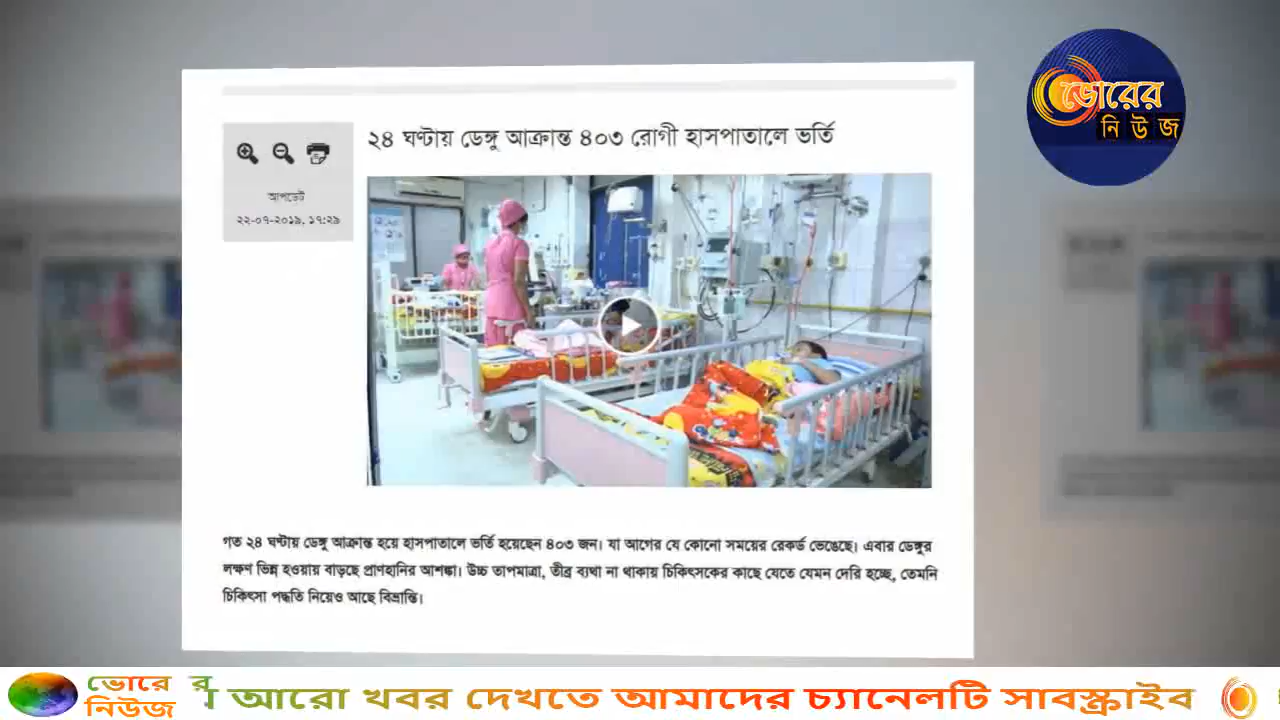 ভোরের
নিউজ
২৪ ঘণ্টায় ডেঙ্গু আক্রান্ত ৪০৩ রোগী হাসপাতালে ভর্তি
আপডেট
২২-০৭-২০১৯, ১৭:২৯
গত ২৪ ঘন্টায় ডেঙ্গু আক্রান্ত হয়ে হাসপাতালে ভর্তি হয়েছেন ৪০৩ জন। যা আগের যে কোনো সময়ের রেকর্ড ভেঙেছে। এবার ডেঙ্গুর
লক্ষণ ভিন্ন হওয়ায় বাড়ছে প্রাণহানির আশঙ্কা। উচ্চ তাপমাত্রা, তীব্র ব্যথা না থাকায় চিকিৎসকের কাছে যেতে যেমন দেরি হচ্ছে, তেমনি
চিকিৎসা পদ্ধতি নিয়েও আছে বিভ্রান্তি।
ভোরে র
নিউজ
আরো খবর দেখতে আমাদের চ্যানেলটি সাবস্ক্রাইব